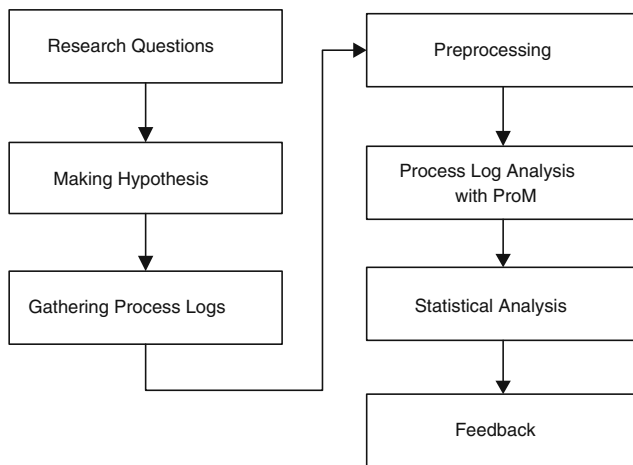 Research Questions
Making Hypothesis
Gathering Process Logs
Preprocessing
Process Log Analysis
with ProM
Statistical Analysis
Feedback